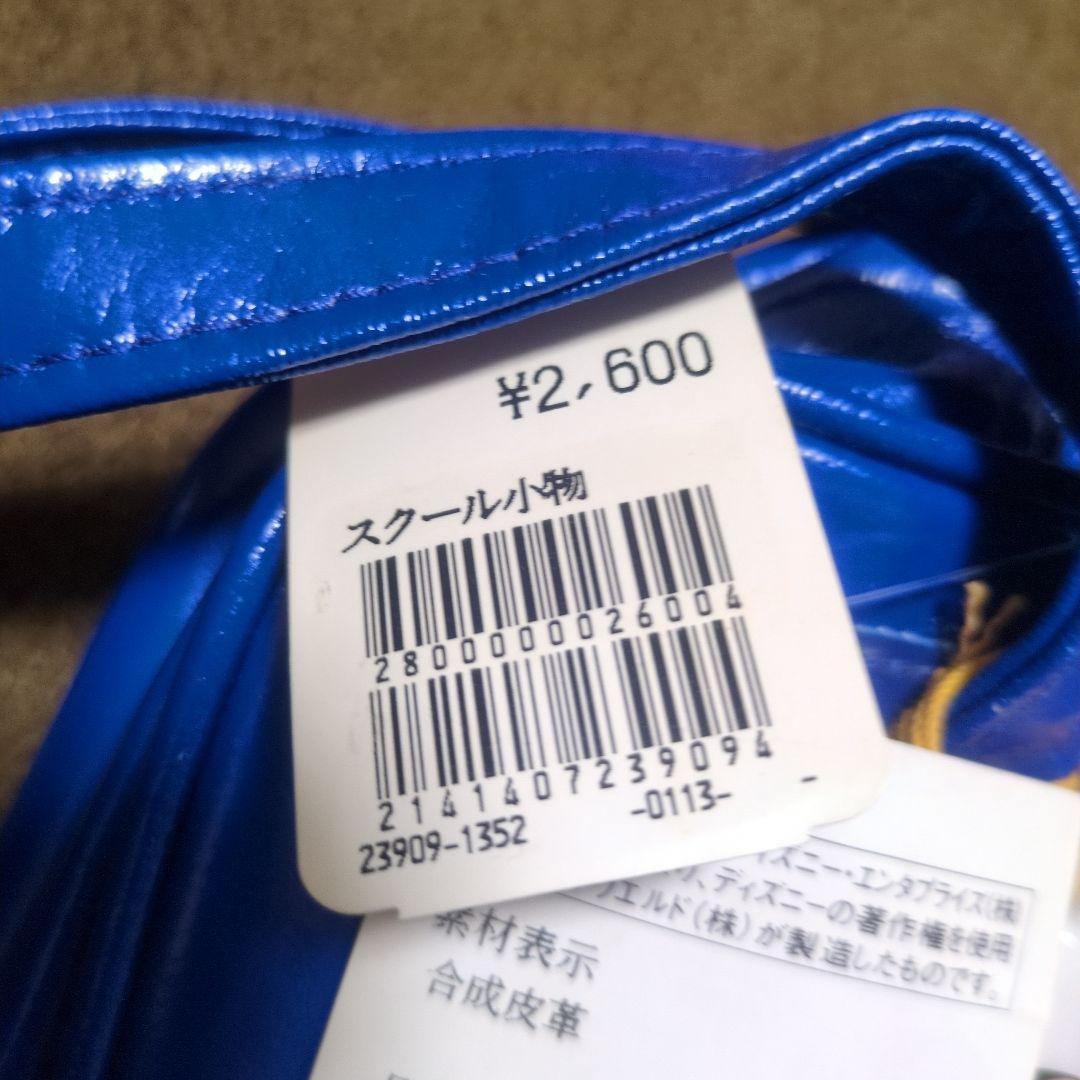 ¥2,600
スクール小物
2800000026004
2141407239094
23909-1352 -0113- -
ィズニー・エンタプライズ(株)
、ディズニーの著作権を使用
エルド(株)が製造したものです。
素材表示
合成皮革